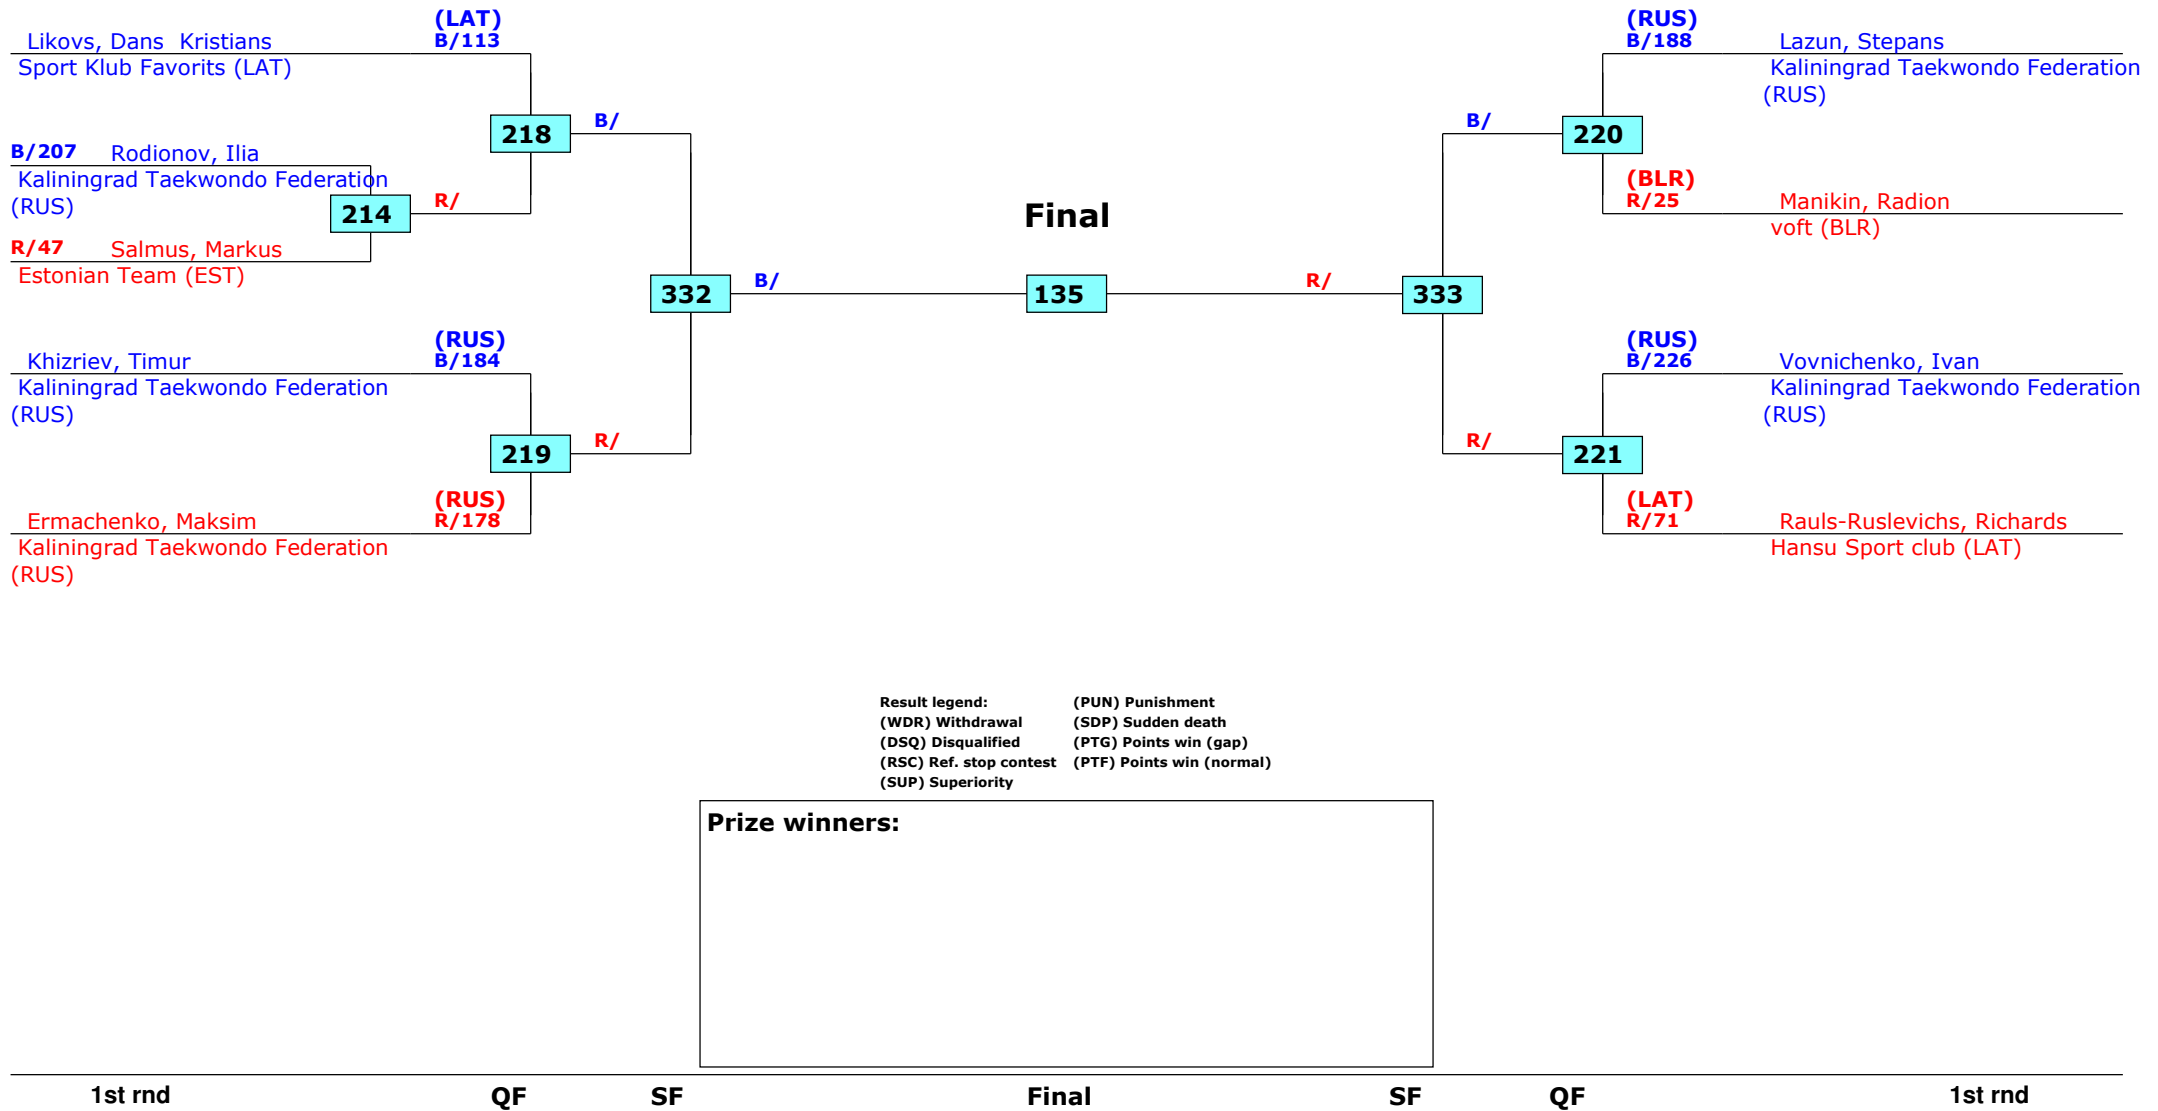 (LAT)
Likovs, Dans  Kristians B/113
Sport Klub Favorits (LAT)
218
B/
B/207 Rodionov, Ilia
Kaliningrad Taekwondo Federation
(RUS)
214
R/
R/47 Salmus, Markus
Estonian Team (EST)
332
B/
(RUS)
Khizriev, Timur B/184
Kaliningrad Taekwondo Federation
(RUS)
219
R/
(RUS)
Ermachenko, Maksim R/178
Kaliningrad Taekwondo Federation
(RUS)
Final
135
(RUS)
B/188 Lazun, Stepans
Kaliningrad Taekwondo Federation
(RUS)
B/
220
(BLR)
R/25 Manikin, Radion
voft (BLR)
R/
333
(RUS)
B/226 Vovnichenko, Ivan
Kaliningrad Taekwondo Federation
(RUS)
R/
221
(LAT)
R/71 Rauls-Ruslevichs, Richards
Hansu Sport club (LAT)
Result legend: (PUN) Punishment
(WDR) Withdrawal (SDP) Sudden death
(DSQ) Disqualified (PTG) Points win (gap)
(RSC) Ref. stop contest (PTF) Points win (normal)
(SUP) Superiority
Prize winners:
1st rnd QF SF Final SF QF 1st rnd